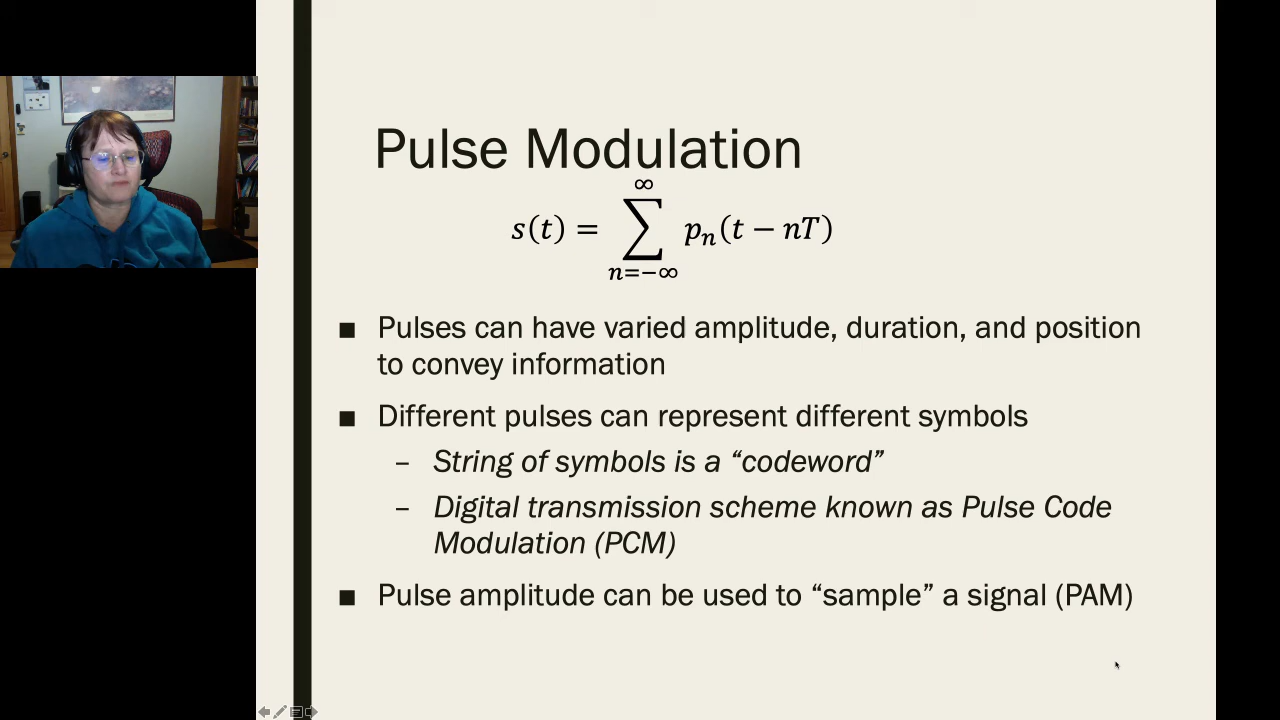 Pulse Modulation
s(t) = ∑_{n=-∞}^{∞} p_n(t − nT)
■ Pulses can have varied amplitude, duration, and position
to convey information
■ Different pulses can represent different symbols
– String of symbols is a “codeword”
– Digital transmission scheme known as Pulse Code
Modulation (PCM)
■ Pulse amplitude can be used to “sample” a signal (PAM)